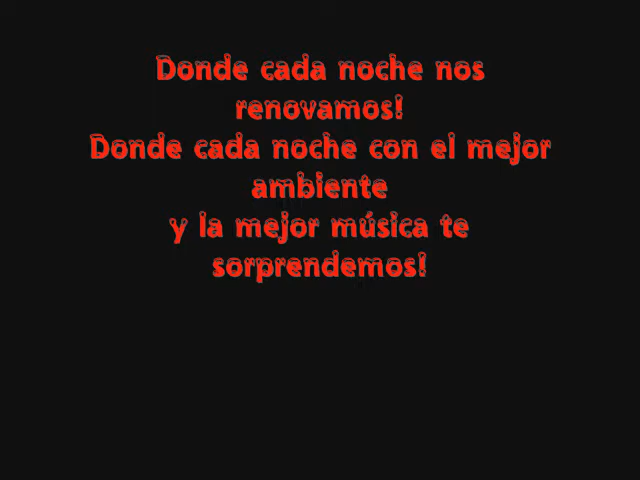 Donde cada noche nos
renovamos!
Donde cada noche con el mejor
ambiente
y la mejor música te
sorprendemos!